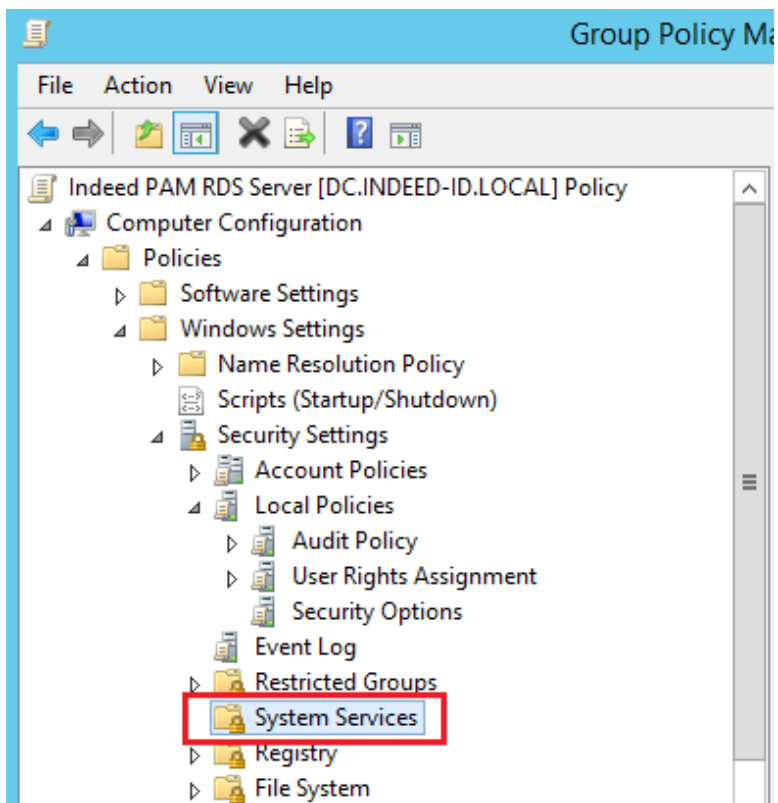 Group Policy Ma
File Action View Help
Indeed PAM RDS Server [DC.INDEED-ID.LOCAL] Policy
Computer Configuration
Policies
Software Settings
Windows Settings
Name Resolution Policy
Scripts (Startup/Shutdown)
Security Settings
Account Policies
Local Policies
Audit Policy
User Rights Assignment
Security Options
Event Log
Restricted Groups
System Services
Registry
File System